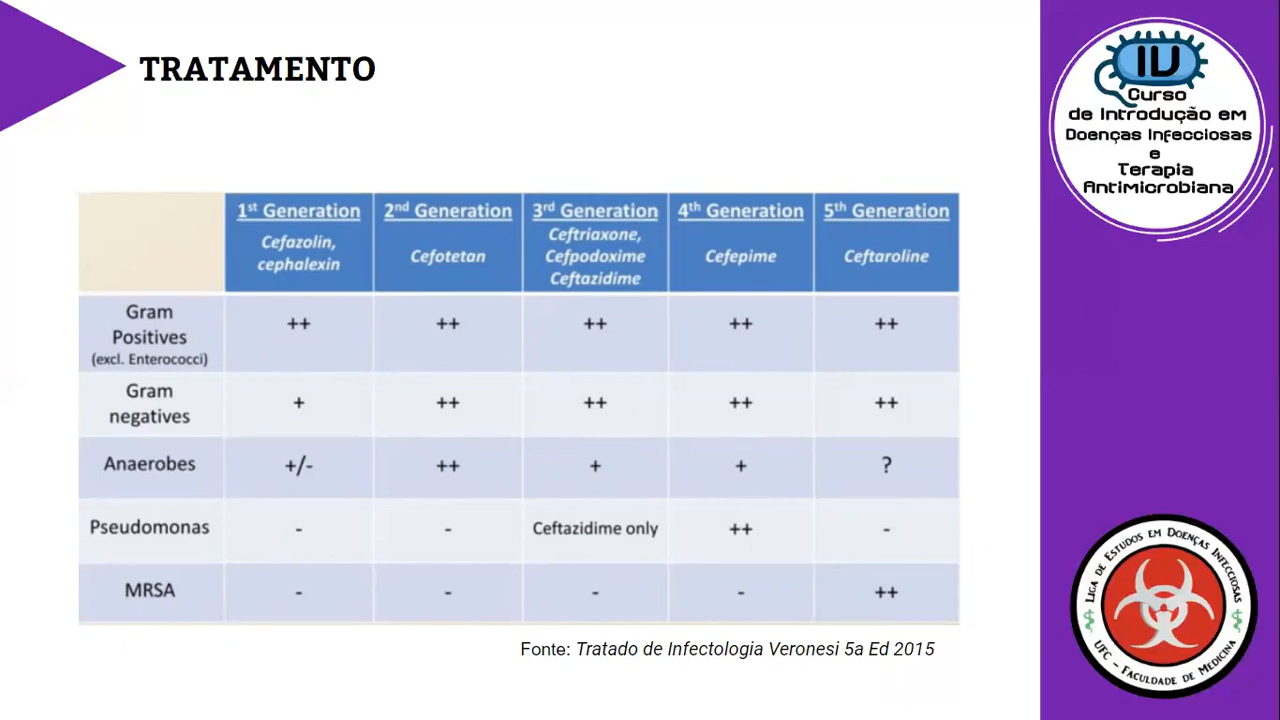 TRATAMENTO
IV
Curso
de Introdução em
Doenças Infecciosas
e
Terapia
Antimicrobiana
1st Generation
Cefazolin,
cephalexin
2nd Generation
Cefotetan
3rd Generation
Ceftriaxone,
Cefpodoxime
Ceftazidime
4th Generation
Cefepime
5th Generation
Ceftaroline
Gram
Positives
(excl. Enterococci)
++ ++ ++ ++ ++
Gram
negatives
+ ++ ++ ++ ++
Anaerobes +/- ++ + + ?
Pseudomonas - - Ceftazidime only ++ -
MRSA - - - - ++
Fonte: Tratado de Infectologia Veronesi 5a Ed 2015
Liga de Estudos em Doenças Infecciosas
UFC - Faculdade de Medicina